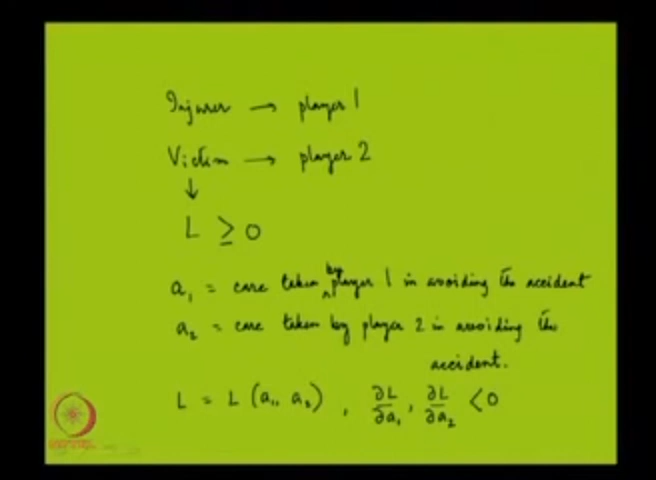 Injurer → player 1
Victim → player 2
↓
L ≥ 0
a₁ = care taken by player 1 in avoiding the accident
a₂ = care taken by player 2 in avoiding the
accident.
L = L (a₁, a₂), ∂L/∂a₁, ∂L/∂a₂ < 0